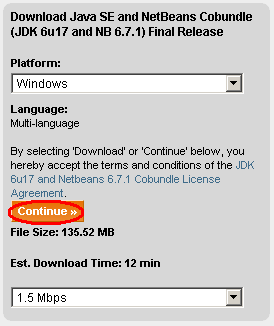 Download Java SE and NetBeans Cobundle
(JDK 6u17 and NB 6.7.1) Final Release
Platform:
Windows
Language:
Multi-language
By selecting 'Download' or 'Continue' below, you
hereby accept the terms and conditions of the JDK
6u17 and Netbeans 6.7.1 Cobundle License
Agreement.
Continue »
File Size: 135.52 MB
Est. Download Time: 12 min
1.5 Mbps